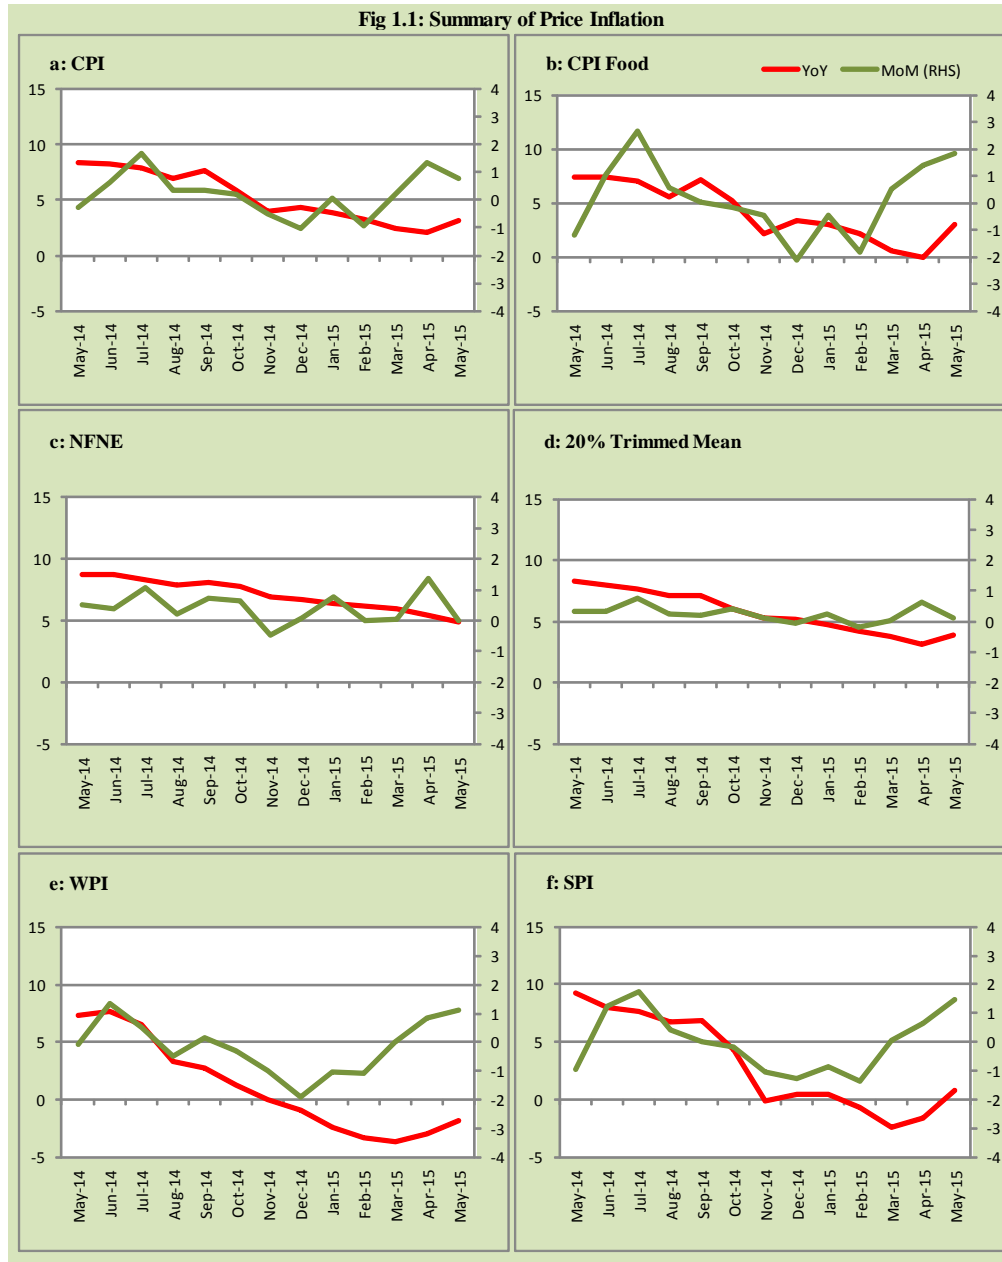 Fig 1.1: Summary of Price Inflation
a: CPI
15
10
5
0
-5
4
3
2
1
0
-1
-2
-3
-4
May-14
Jun-14
Jul-14
Aug-14
Sep-14
Oct-14
Nov-14
Dec-14
Jan-15
Feb-15
Mar-15
Apr-15
May-15
b: CPI Food
YoY MoM (RHS)
15
10
5
0
-5
4
3
2
1
0
-1
-2
-3
-4
May-14
Jun-14
Jul-14
Aug-14
Sep-14
Oct-14
Nov-14
Dec-14
Jan-15
Feb-15
Mar-15
Apr-15
May-15
c: NFNE
15
10
5
0
-5
4
3
2
1
0
-1
-2
-3
-4
May-14
Jun-14
Jul-14
Aug-14
Sep-14
Oct-14
Nov-14
Dec-14
Jan-15
Feb-15
Mar-15
Apr-15
May-15
d: 20% Trimmed Mean
15
10
5
0
-5
4
3
2
1
0
-1
-2
-3
-4
May-14
Jun-14
Jul-14
Aug-14
Sep-14
Oct-14
Nov-14
Dec-14
Jan-15
Feb-15
Mar-15
Apr-15
May-15
e: WPI
15
10
5
0
-5
4
3
2
1
0
-1
-2
-3
-4
May-14
Jun-14
Jul-14
Aug-14
Sep-14
Oct-14
Nov-14
Dec-14
Jan-15
Feb-15
Mar-15
Apr-15
May-15
f: SPI
15
10
5
0
-5
4
3
2
1
0
-1
-2
-3
-4
May-14
Jun-14
Jul-14
Aug-14
Sep-14
Oct-14
Nov-14
Dec-14
Jan-15
Feb-15
Mar-15
Apr-15
May-15